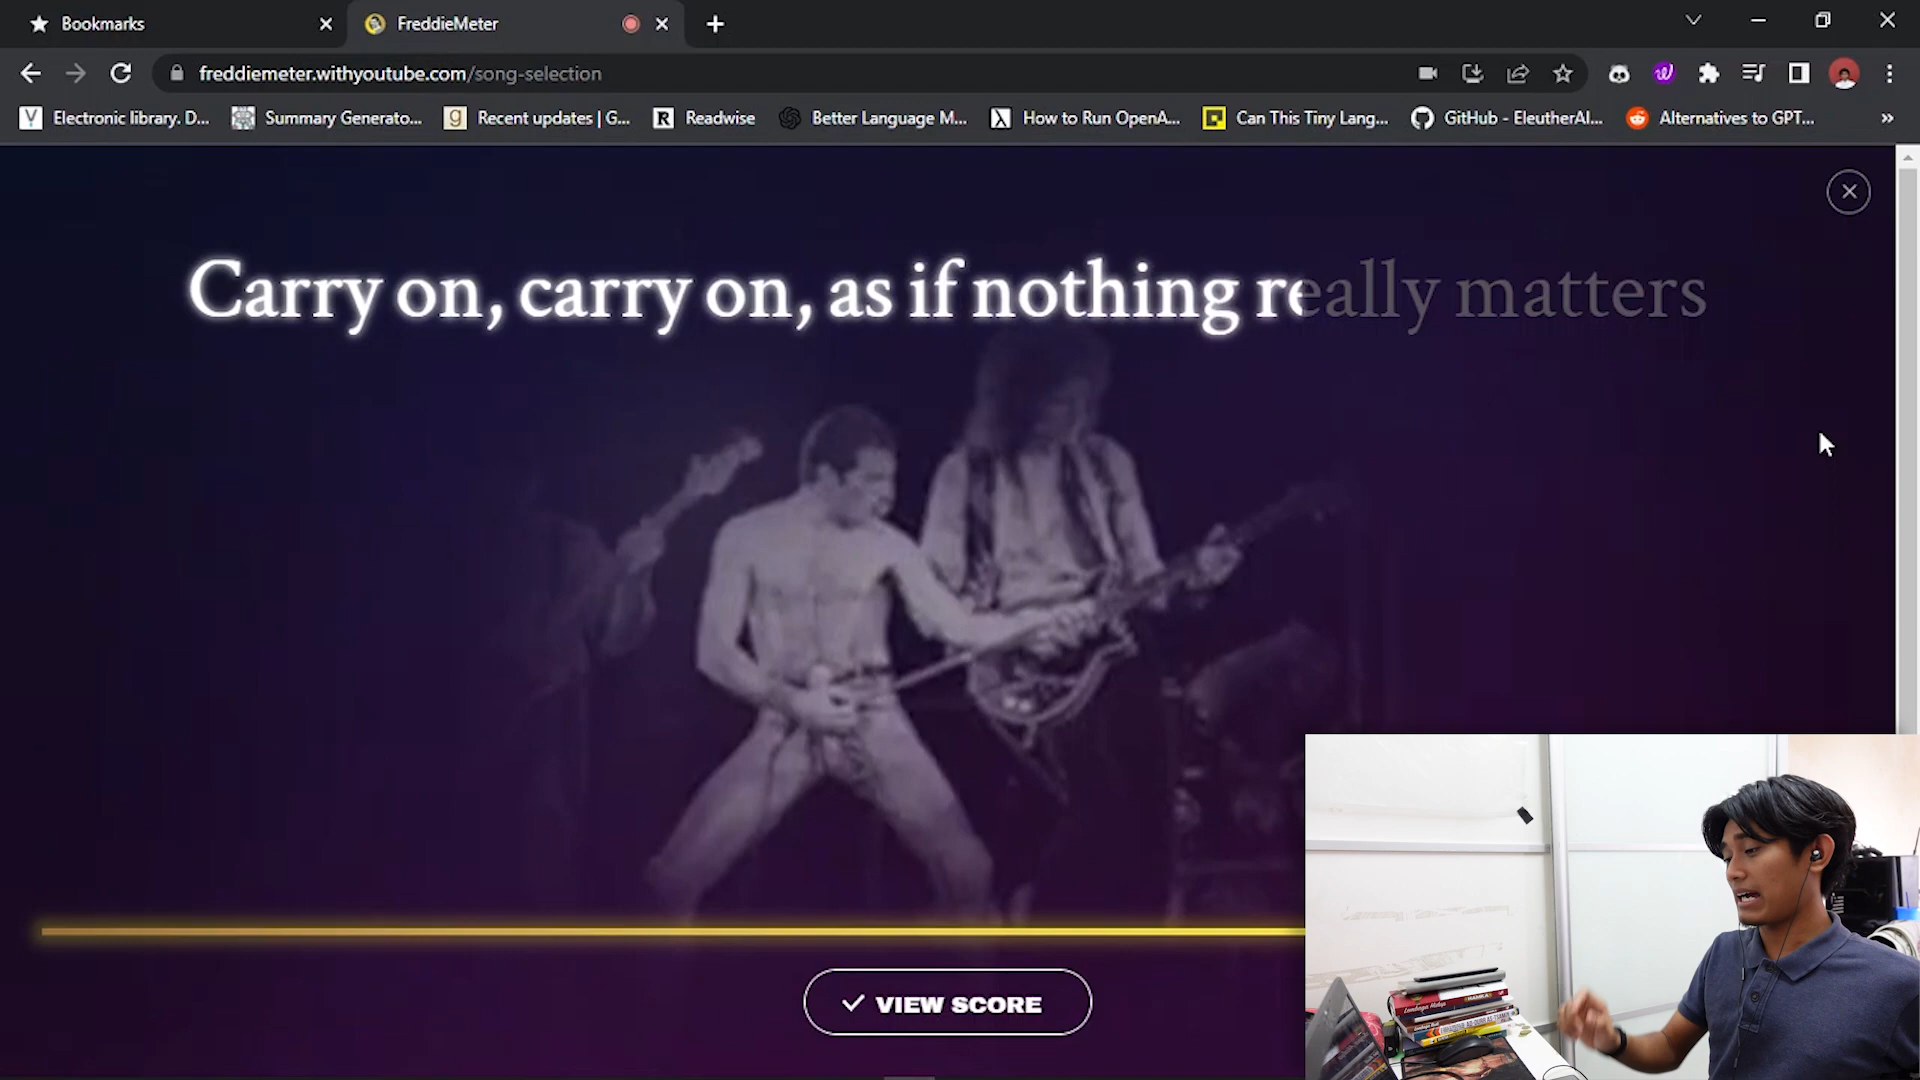 Bookmarks
FreddieMeter
freddiemeter.withyoutube.com/song-selection
Electronic library. D...
Summary Generato...
Recent updates | G...
Readwise
Better Language M...
How to Run OpenA...
Can This Tiny Lang...
GitHub - EleutherAI...
Alternatives to GPT...
Carry on, carry on, as if nothing really matters
VIEW SCORE
HAMKA